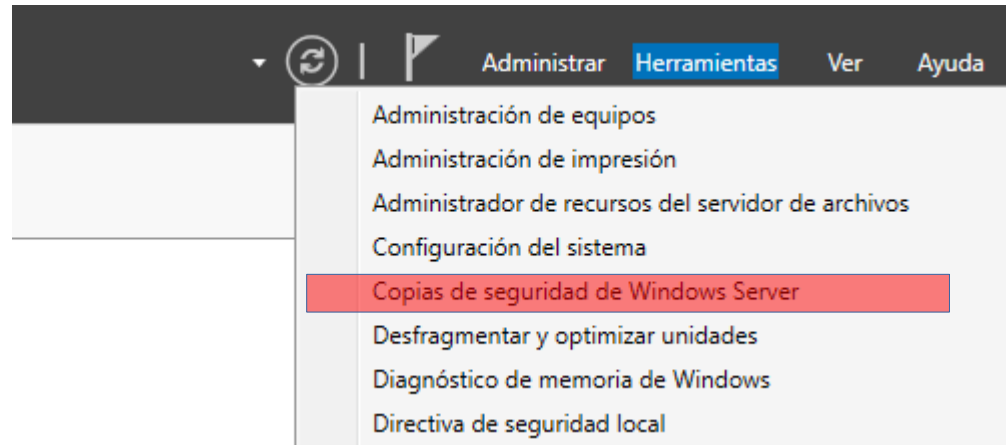 Administrar Herramientas Ver Ayuda
Administración de equipos
Administración de impresión
Administrador de recursos del servidor de archivos
Configuración del sistema
Copias de seguridad de Windows Server
Desfragmentar y optimizar unidades
Diagnóstico de memoria de Windows
Directiva de seguridad local